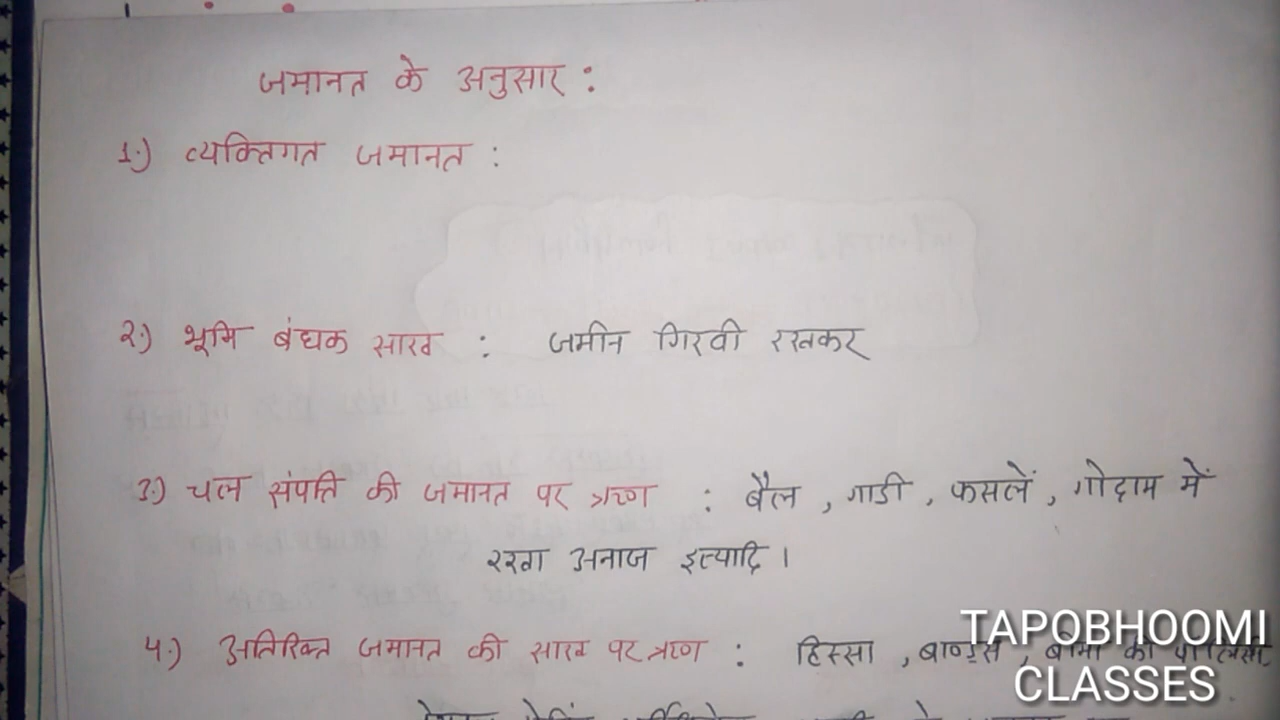 जमानत के अनुसार :
1.) व्यक्तिगत जमानत :
2.) भूमि बंधक साख : जमीन गिरवी रखकर
3.) चल संपति की जमानत पर ऋण : बैल , गाडी , फसलें , गोदाम में
रखा अनाज इत्यादि ।
4.) अतिरिक्त जमानत की साख पर ऋण : हिस्सा , बाण्ड्स , बीमा की पॉलिसी
TAPOBHOOMI
CLASSES